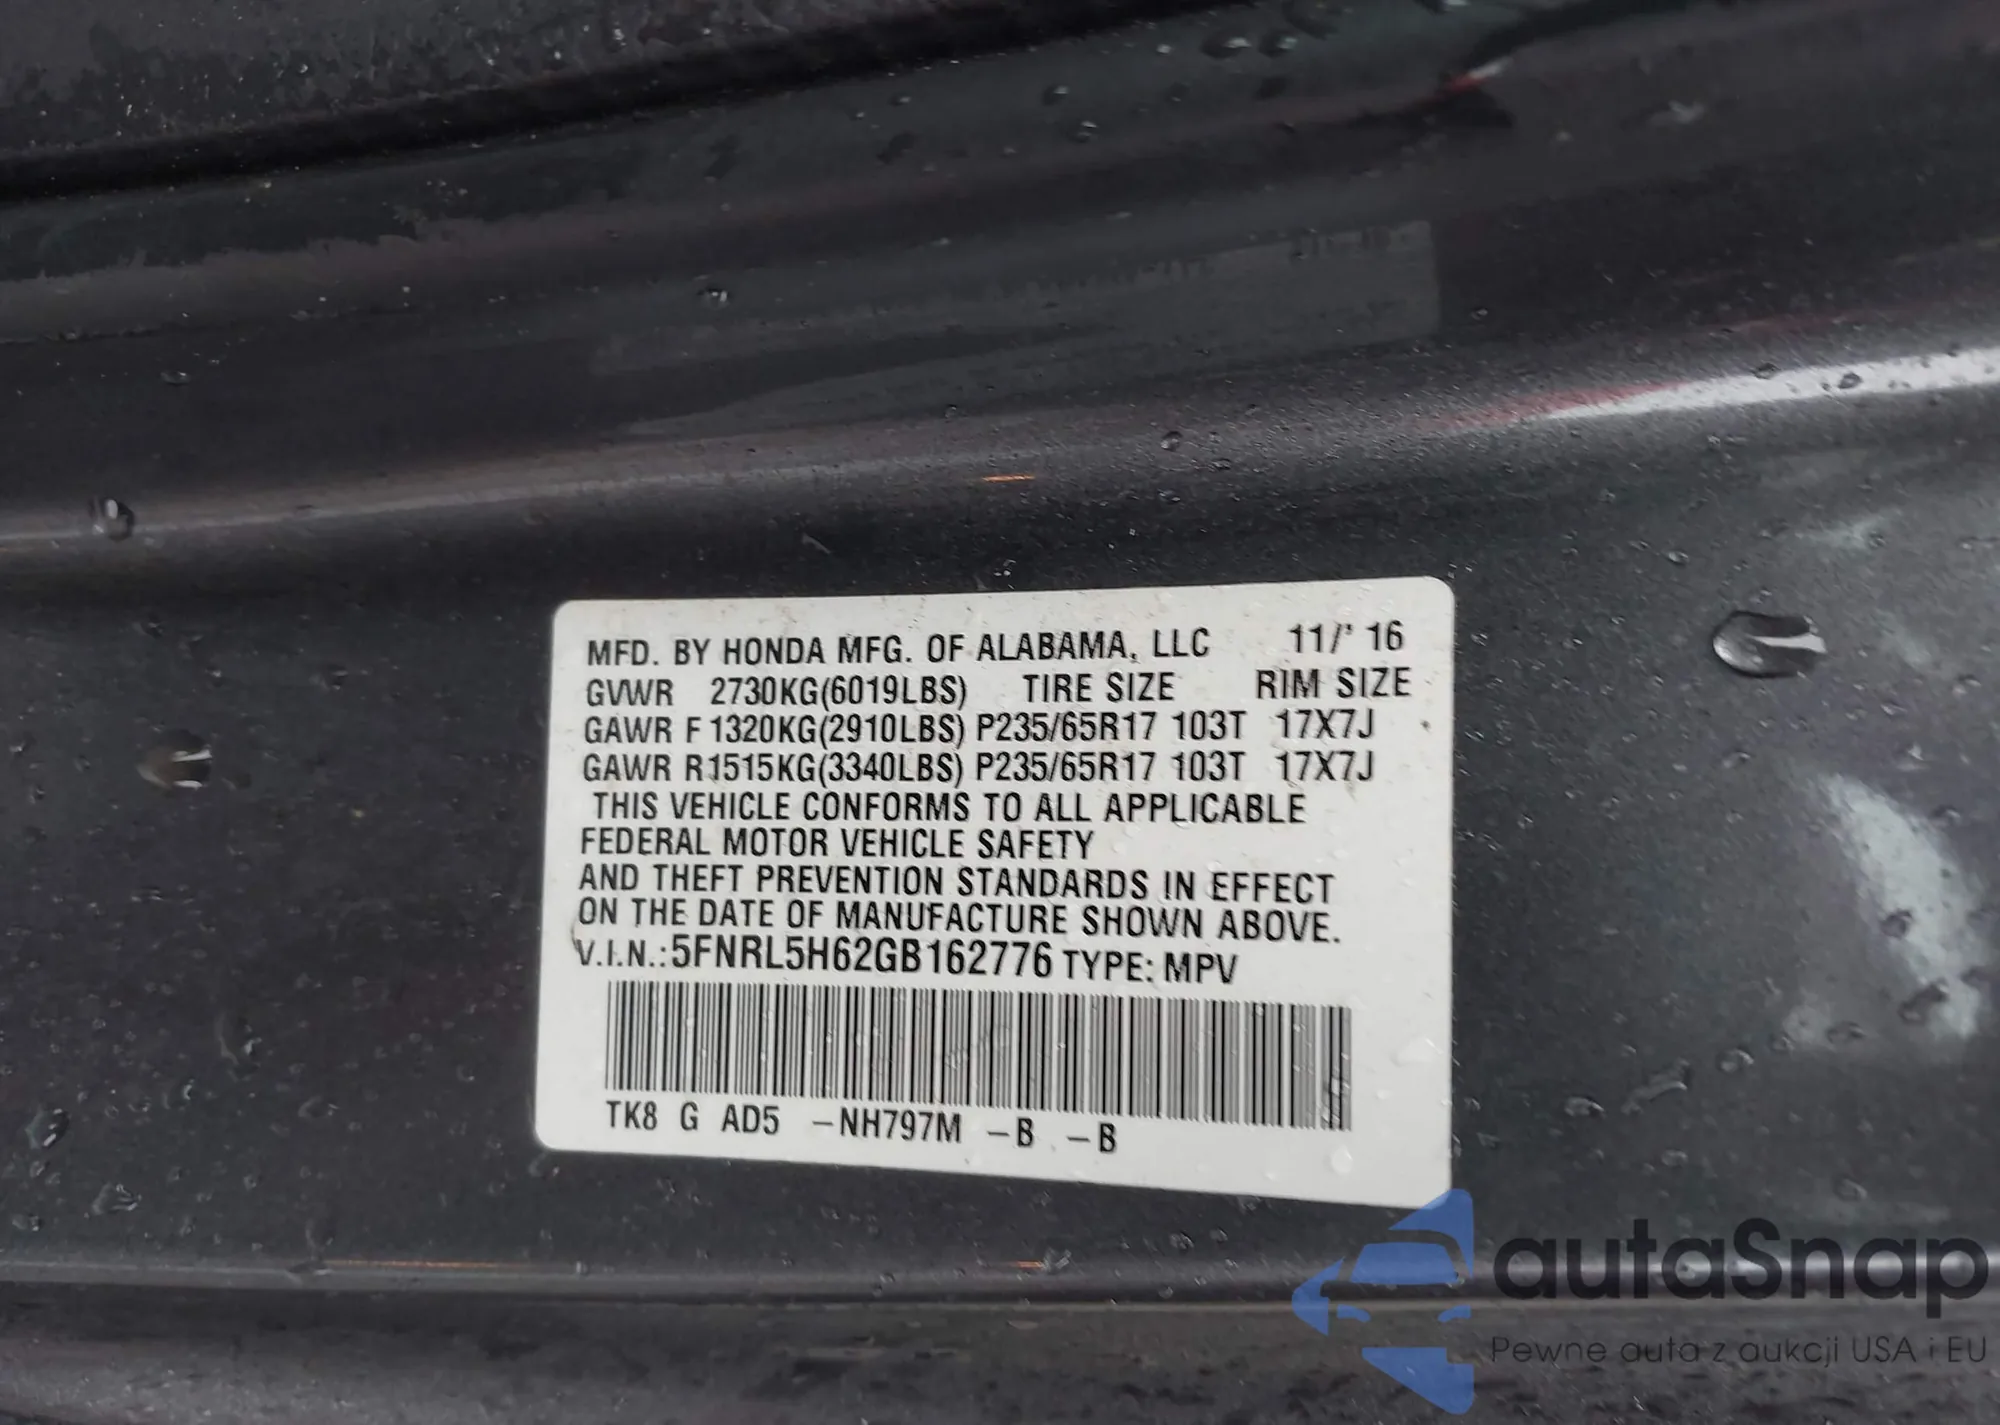 MFD. BY HONDA MFG. OF ALABAMA, LLC 11/' 16
GVWR 2730KG(6019LBS) TIRE SIZE RIM SIZE
GAWR F 1320KG(2910LBS) P235/65R17 103T 17X7J
GAWR R1515KG(3340LBS) P235/65R17 103T 17X7J
THIS VEHICLE CONFORMS TO ALL APPLICABLE
FEDERAL MOTOR VEHICLE SAFETY
AND THEFT PREVENTION STANDARDS IN EFFECT
ON THE DATE OF MANUFACTURE SHOWN ABOVE.
V.I.N.:5FNRL5H62GB162776 TYPE: MPV
TK8 G AD5 -NH797M -B -B
autaSnap
Pewne auta z aukcji USA i EU